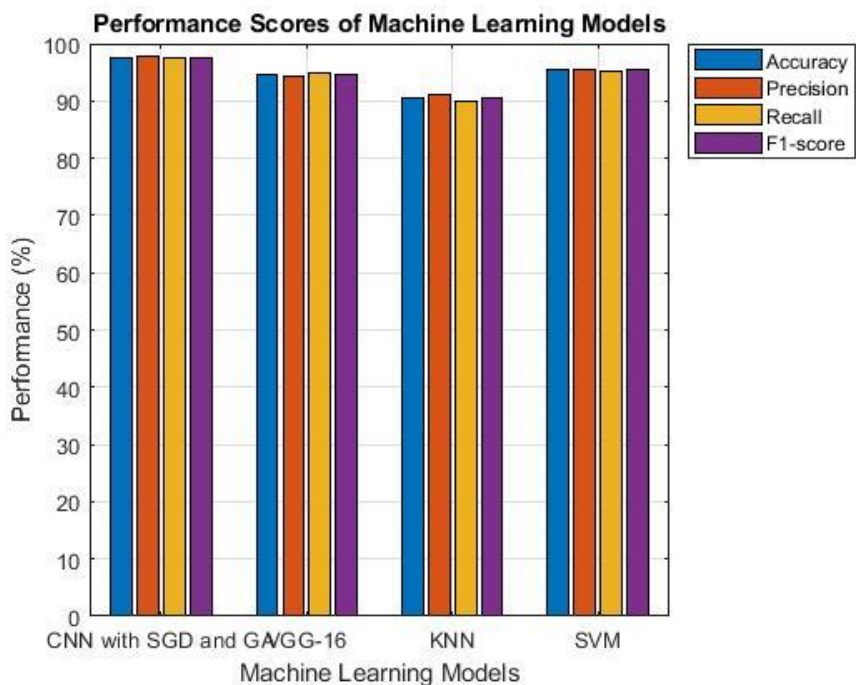 Performance Scores of Machine Learning Models
Accuracy
Precision
Recall
F1-score
Performance (%)
100
90
80
70
60
50
40
30
20
10
0
CNN with SGD and GA
VGG-16
KNN
SVM
Machine Learning Models